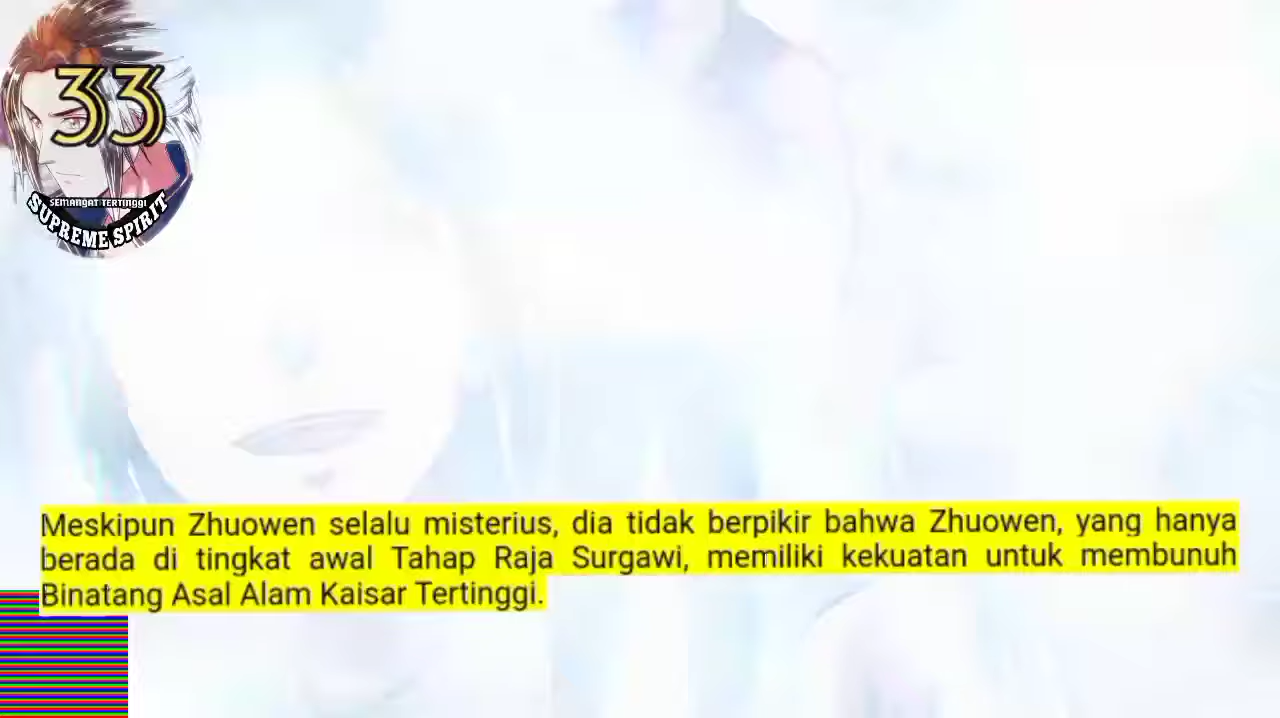 33
SEMANGAT TERTINGGI
SUPREME SPIRIT
Meskipun Zhuowen selalu misterius, dia tidak berpikir bahwa Zhuowen, yang hanya
berada di tingkat awal Tahap Raja Surgawi, memiliki kekuatan untuk membunuh
Binatang Asal Alam Kaisar Tertinggi.